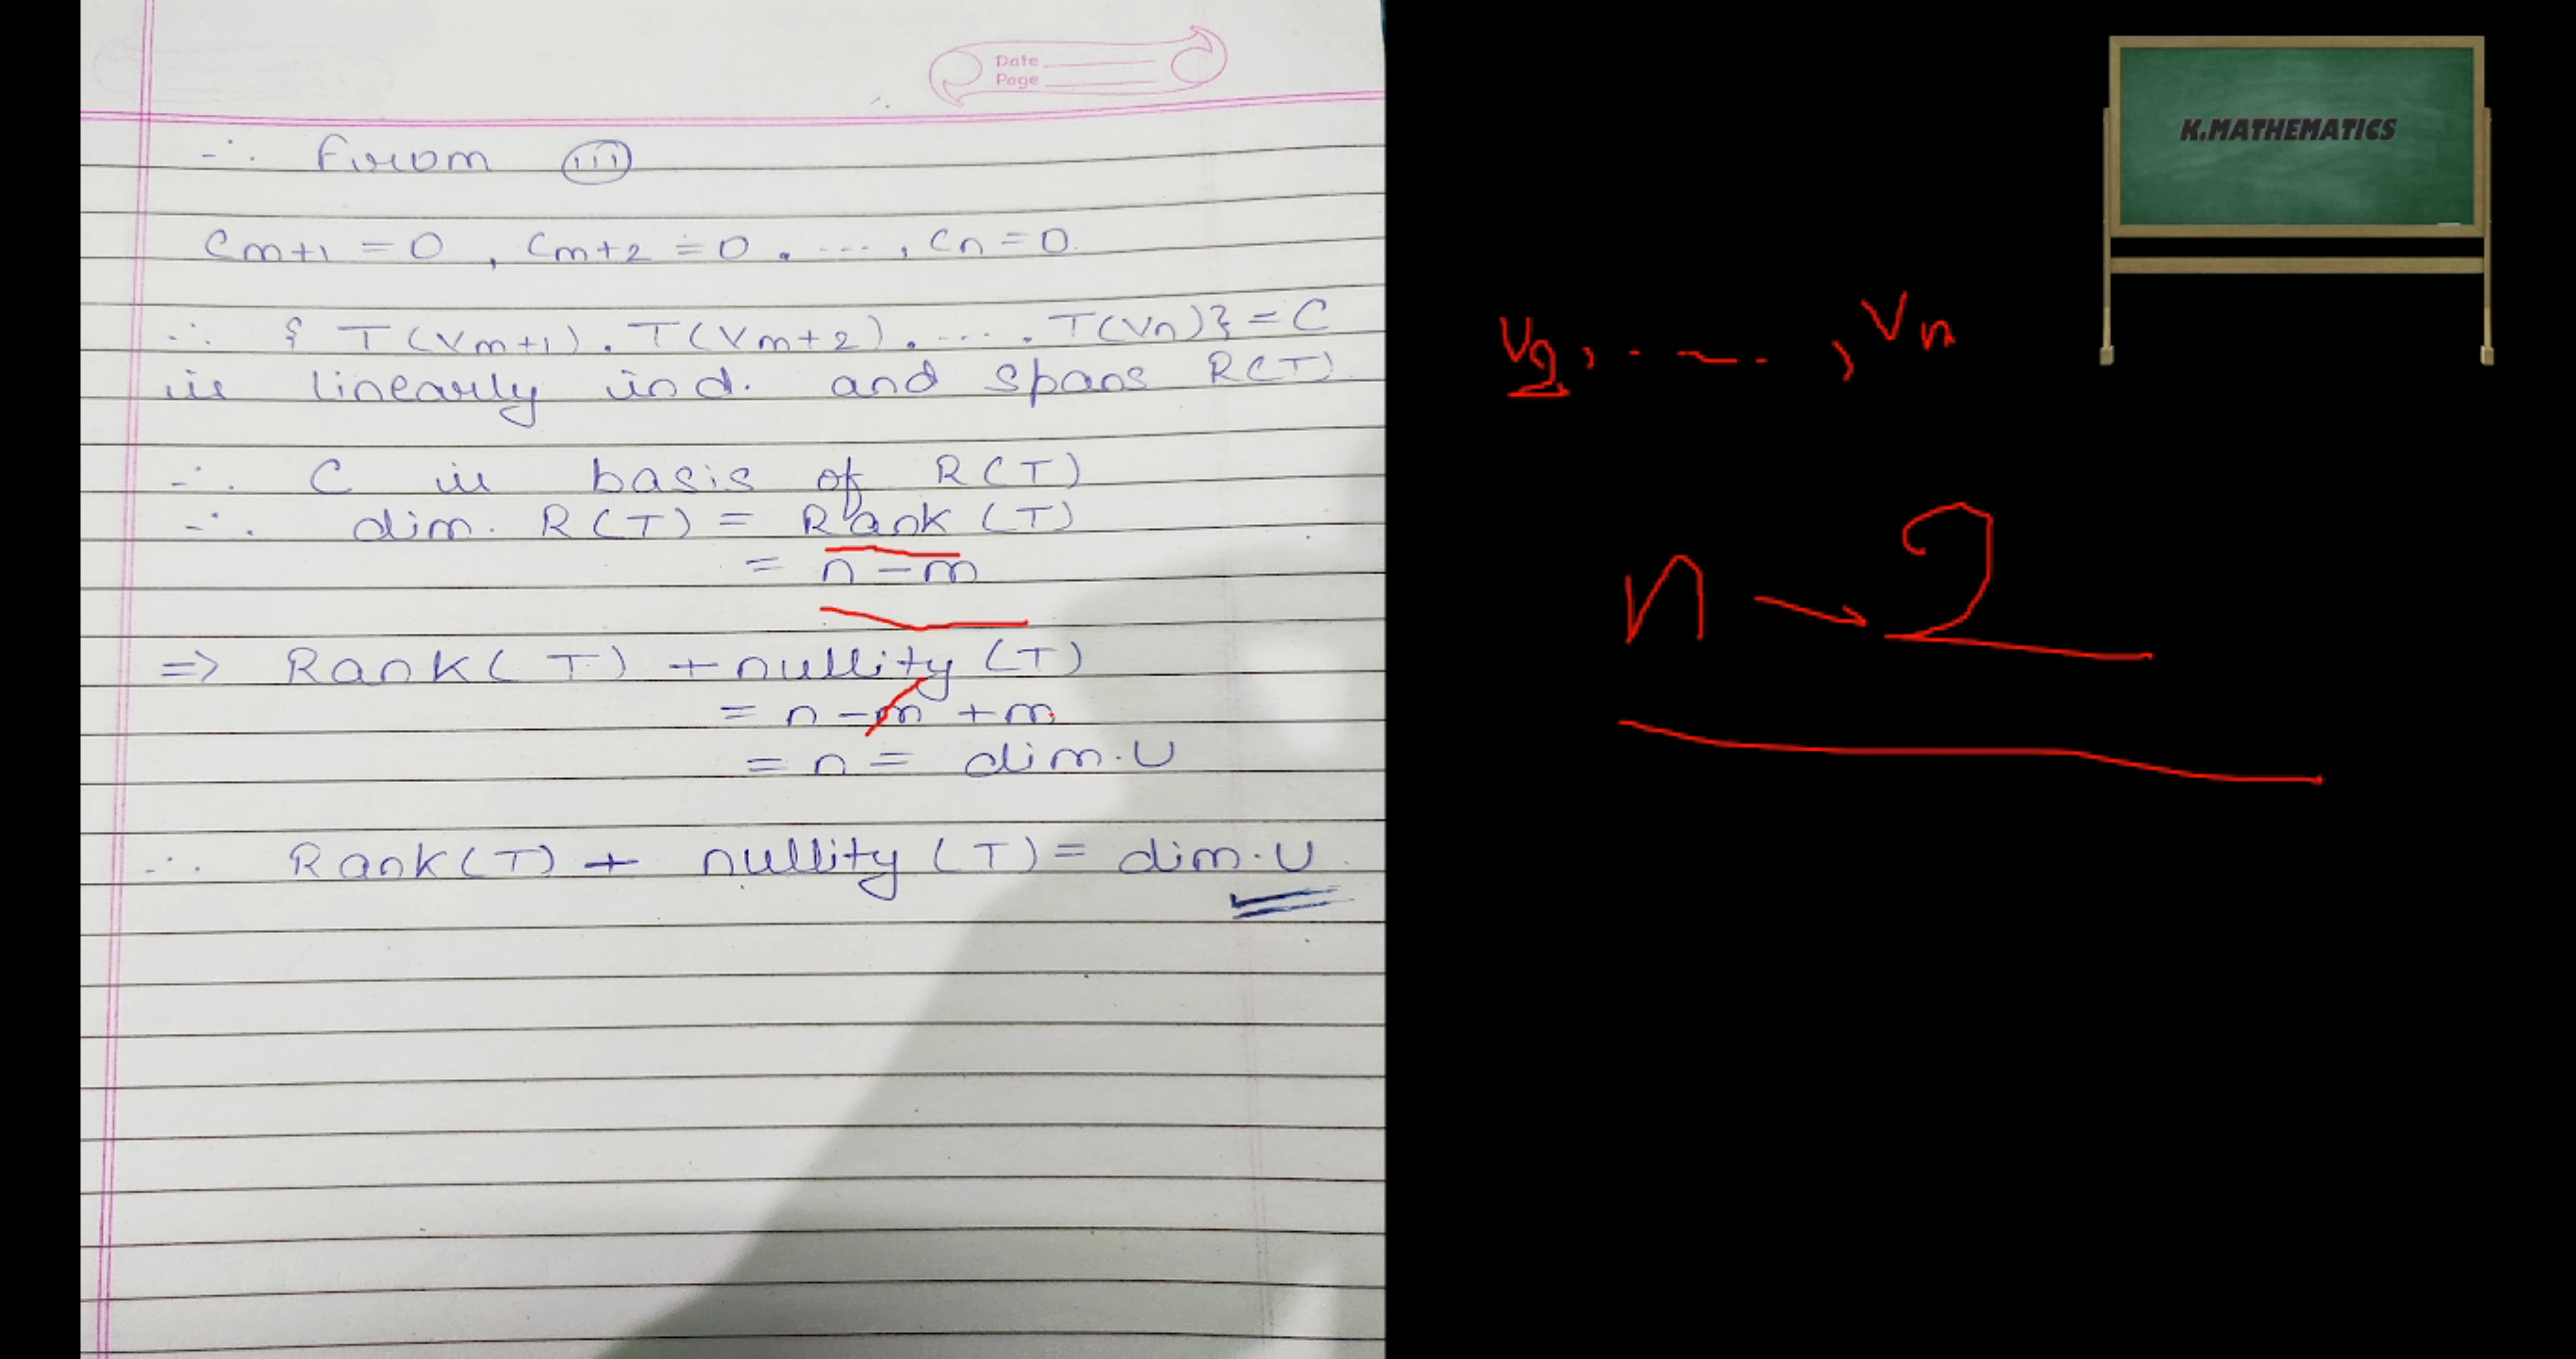 Date
Page
∴ From (iii)
Cm+1 = 0, Cm+2 = 0, ..., Cn = 0.
∴ { T(Vm+1), T(Vm+2), ..., T(Vn)} = C
is linearly ind. and spans R(T)
∴ C is basis of R(T)
∴ dim. R(T) = Rank (T)
= n - m
=> Rank(T) + nullity (T)
= n - m + m
= n = dim. U
∴ Rank(T) + nullity (T) = dim. U
K.MATHEMATICS
V2, ..., Vn
n → 2